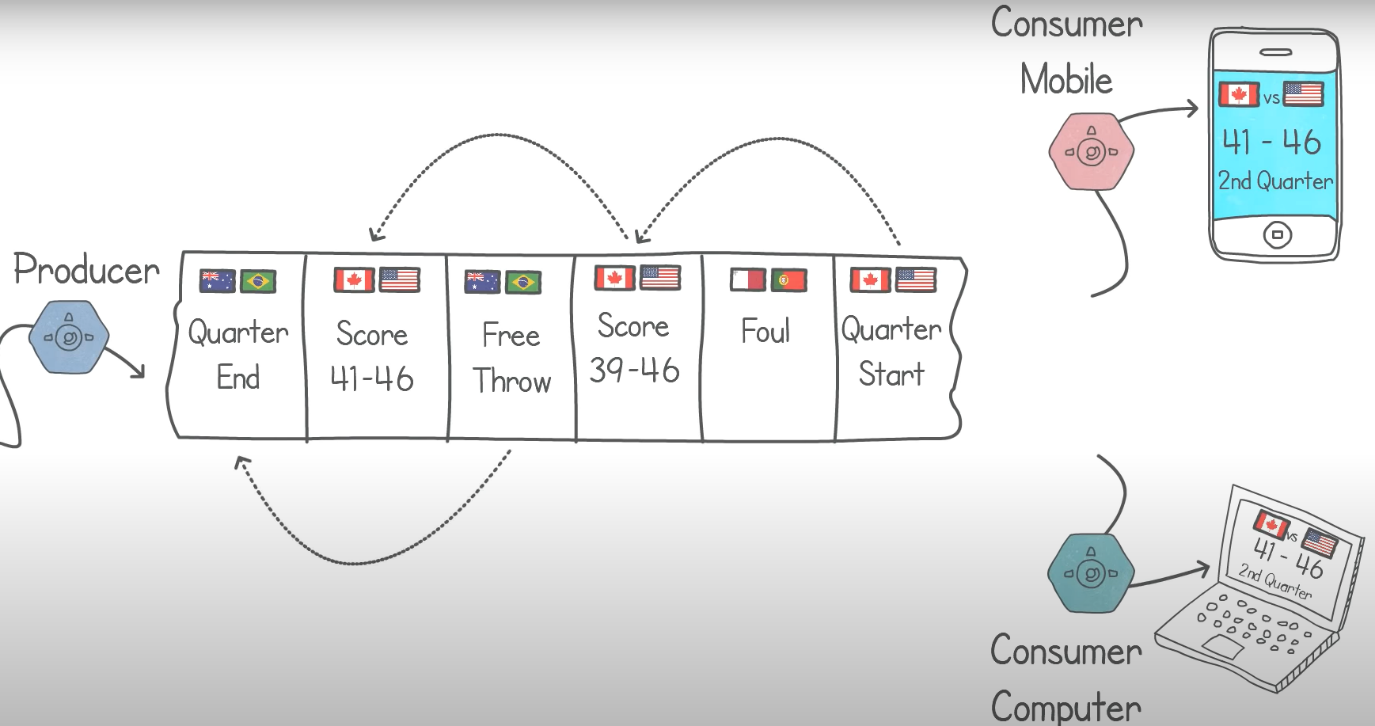 Consumer
Mobile
vs
41 - 46
2nd Quarter
Producer
Quarter
End
Score
41-46
Free
Throw
Score
39-46
Foul
Quarter
Start
vs
41 - 46
2nd Quarter
Consumer
Computer